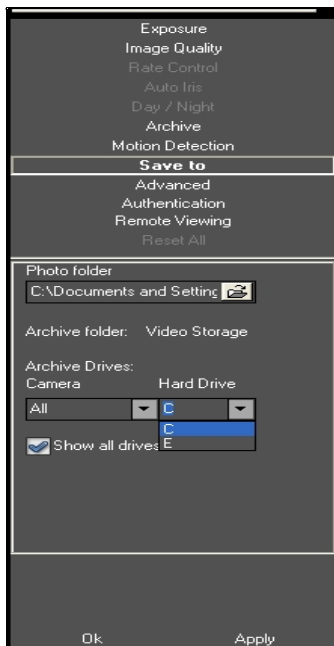 Exposure
Image Quality
Rate Control
Auto Iris
Day / Night
Archive
Motion Detection
Save to
Advanced
Authentication
Remote Viewing
Reset All
Photo folder
C:\Documents and Setting
Archive folder: Video Storage
Archive Drives:
Camera Hard Drive
All C
C
Show all drives E
Ok Apply